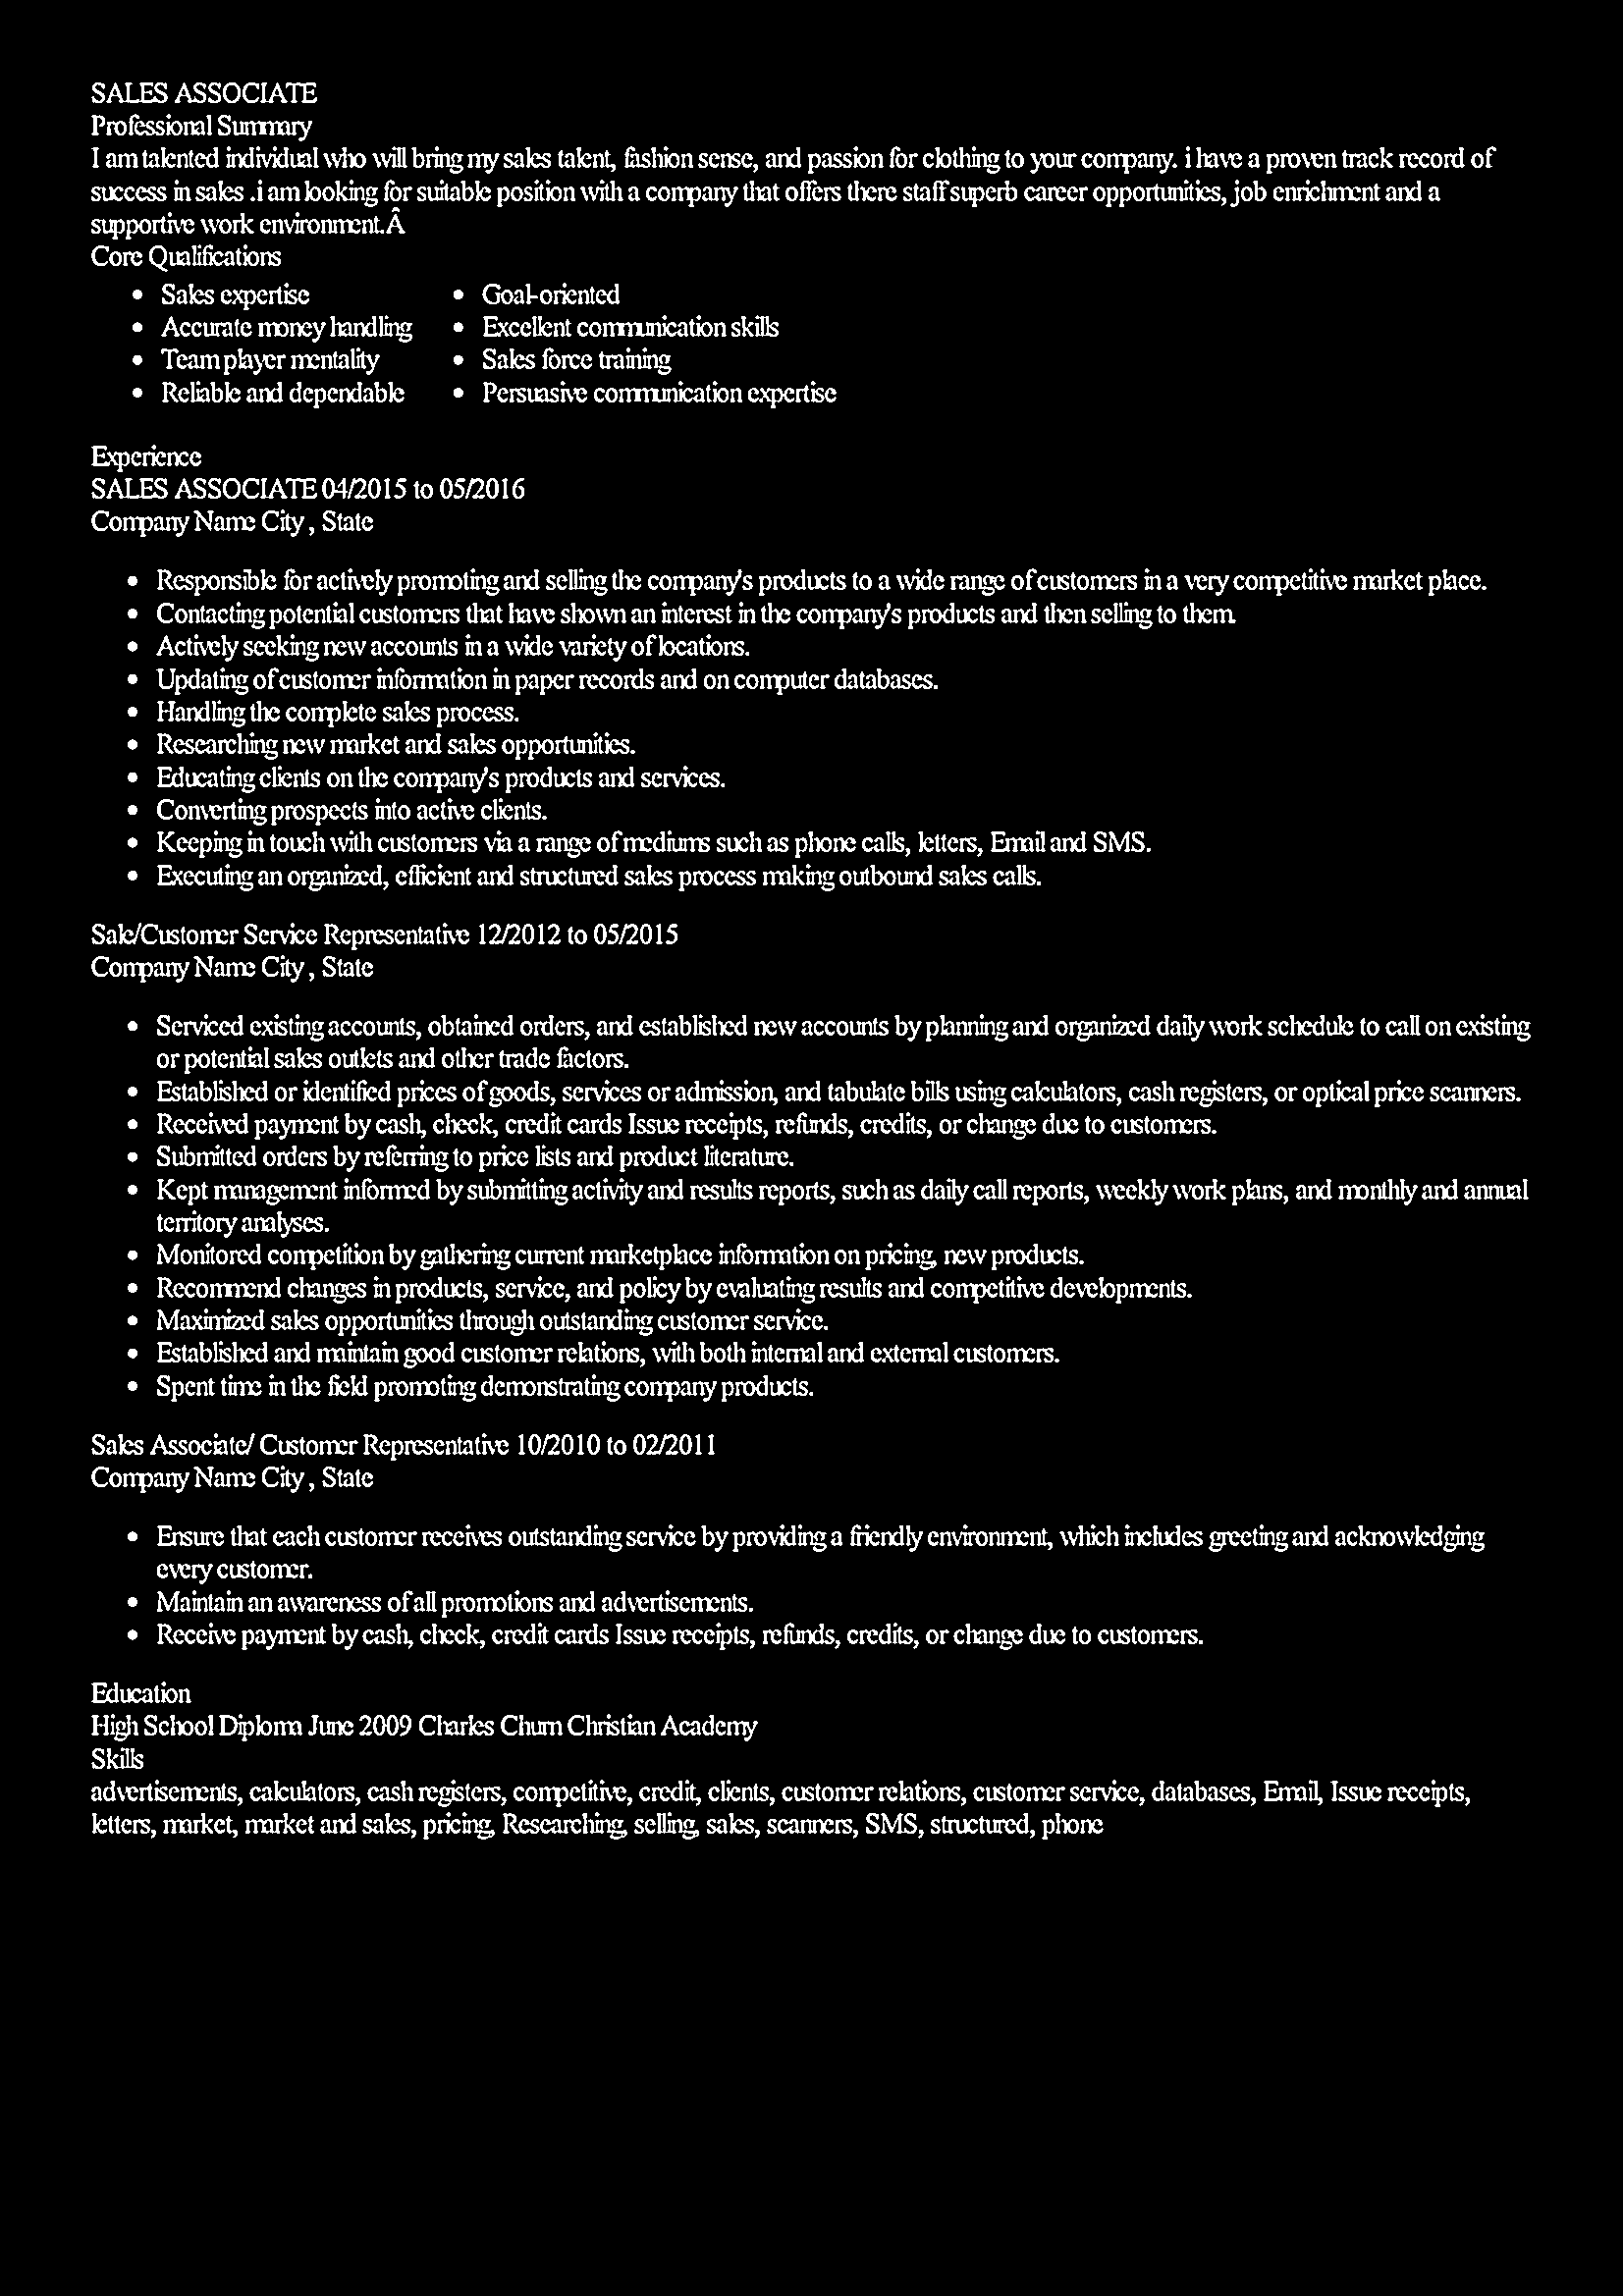 SALES ASSOCIATE
Professional Summary
I am talented individual who will bring my sales talent, fashion sense, and passion for clothing to your company. i have a proven track record of
success in sales .i am looking for suitable position with a company that offers there staff superb career opportunities, job enrichment and a
supportive work environment.Â
Core Qualifications
• Sales expertise • Goal-oriented
• Accurate money handling • Excellent communication skills
• Team player mentality • Sales force training
• Reliable and dependable • Persuasive communication expertise
Experience
SALES ASSOCIATE 04/2015 to 05/2016
Company Name City , State
• Responsible for actively promoting and selling the company's products to a wide range of customers in a very competitive market place.
• Contacting potential customers that have shown an interest in the company's products and then selling to them.
• Actively seeking new accounts in a wide variety of locations.
• Updating of customer information in paper records and on computer databases.
• Handling the complete sales process.
• Researching new market and sales opportunities.
• Educating clients on the company's products and services.
• Converting prospects into active clients.
• Keeping in touch with customers via a range of mediums such as phone calls, letters, Email and SMS.
• Executing an organized, efficient and structured sales process making outbound sales calls.
Sale/Customer Service Representative 12/2012 to 05/2015
Company Name City , State
• Serviced existing accounts, obtained orders, and established new accounts by planning and organized daily work schedule to call on existing
or potential sales outlets and other trade factors.
• Established or identified prices of goods, services or admission, and tabulate bills using calculators, cash registers, or optical price scanners.
• Received payment by cash, check, credit cards Issue receipts, refunds, credits, or change due to customers.
• Submitted orders by referring to price lists and product literature.
• Kept management informed by submitting activity and results reports, such as daily call reports, weekly work plans, and monthly and annual
territory analyses.
• Monitored competition by gathering current marketplace information on pricing, new products.
• Recommend changes in products, service, and policy by evaluating results and competitive developments.
• Maximized sales opportunities through outstanding customer service.
• Established and maintain good customer relations, with both internal and external customers.
• Spent time in the field promoting demonstrating company products.
Sales Associate/ Customer Representative 10/2010 to 02/2011
Company Name City , State
• Ensure that each customer receives outstanding service by providing a friendly environment, which includes greeting and acknowledging
every customer.
• Maintain an awareness of all promotions and advertisements.
• Receive payment by cash, check, credit cards Issue receipts, refunds, credits, or change due to customers.
Education
High School Diploma June 2009 Charles Churn Christian Academy
Skills
advertisements, calculators, cash registers, competitive, credit, clients, customer relations, customer service, databases, Email, Issue receipts,
letters, market, market and sales, pricing, Researching, selling, sales, scanners, SMS, structured, phone